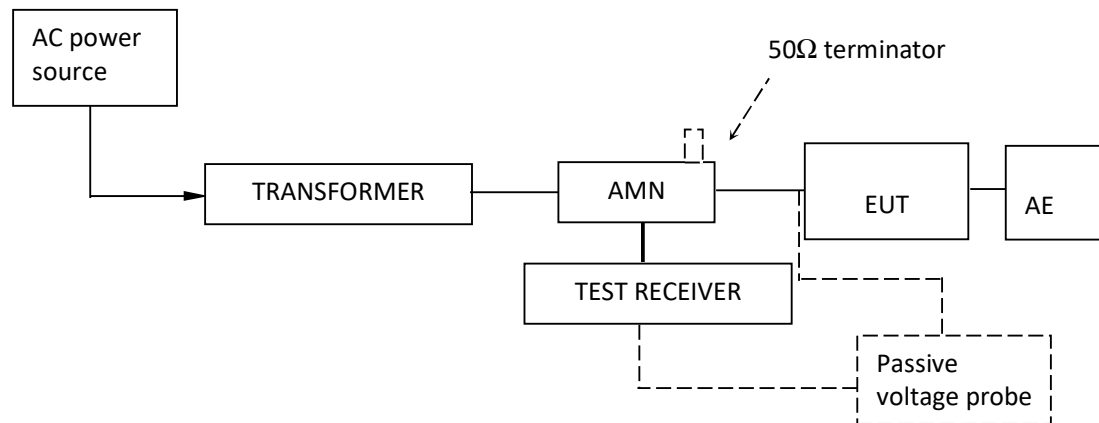 AC power
source
50Ω terminator
TRANSFORMER
AMN
EUT
AE
TEST RECEIVER
Passive
voltage probe